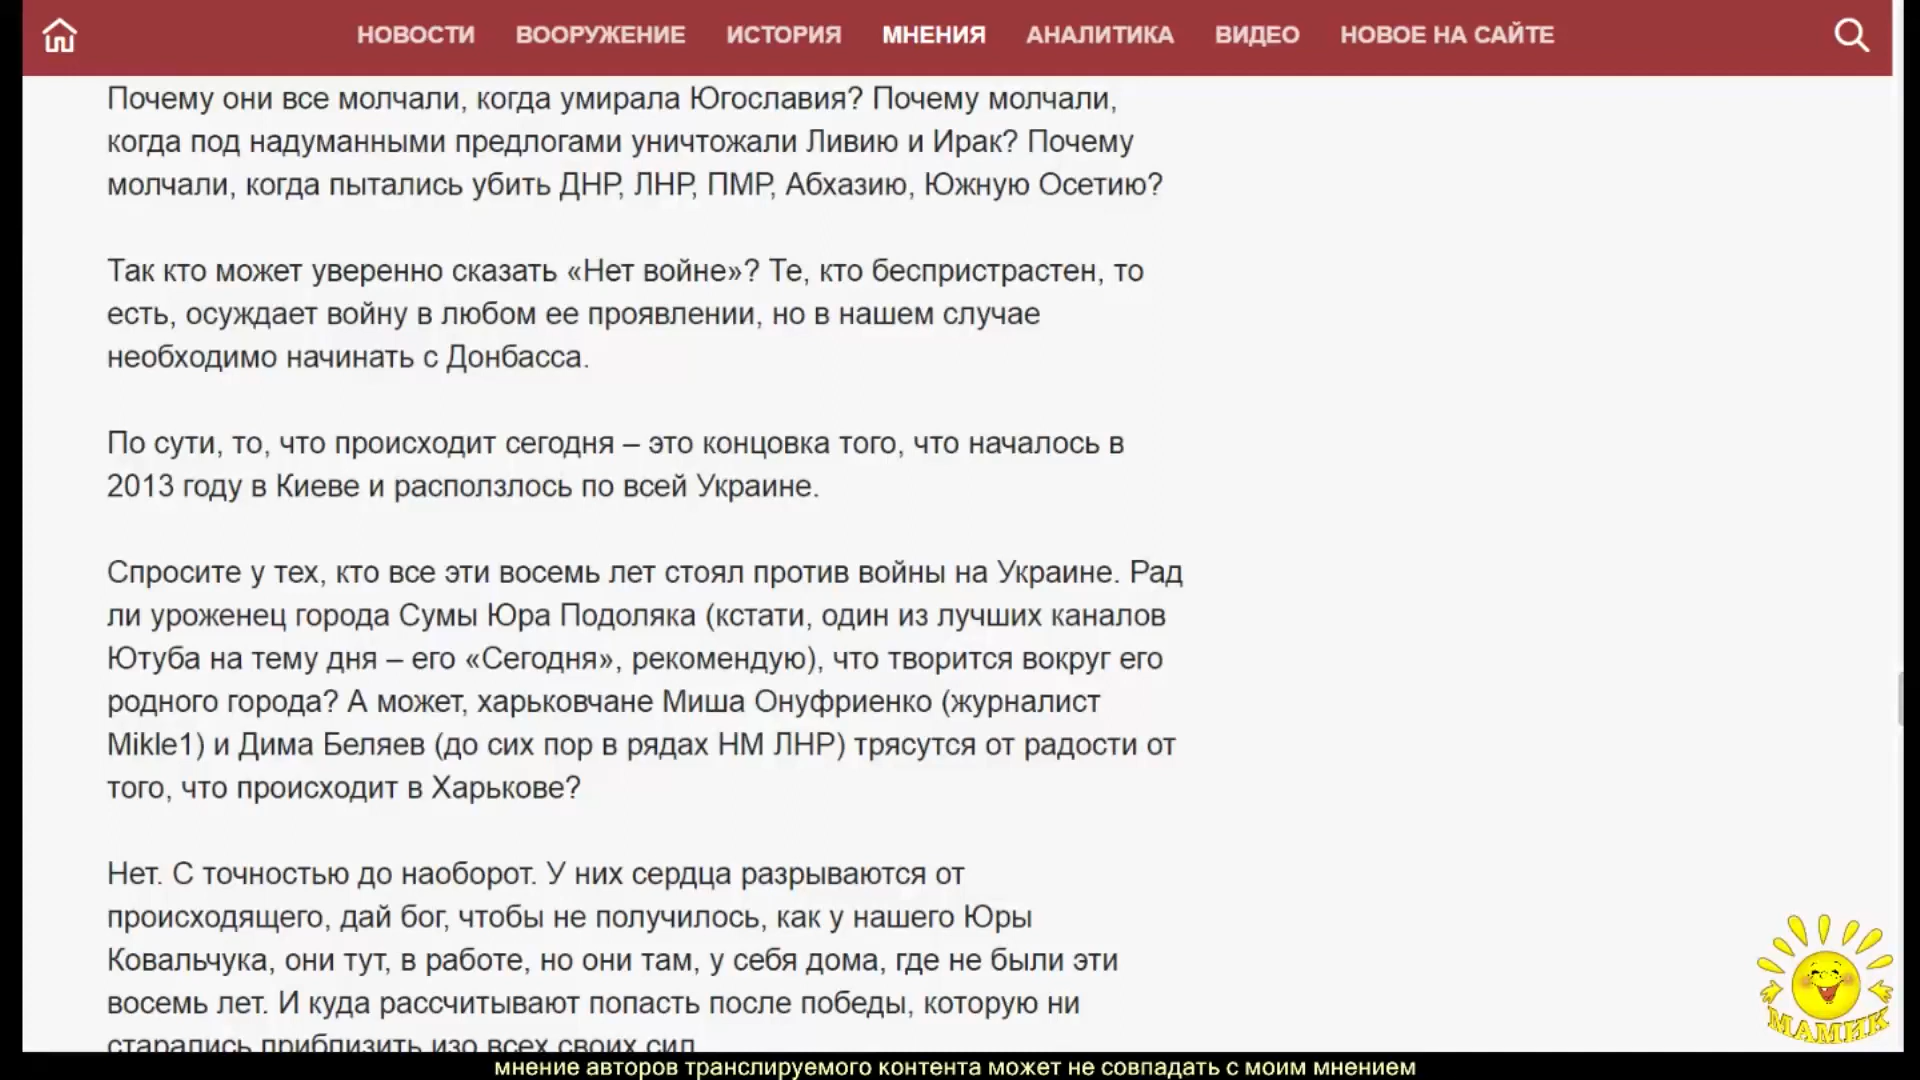 НОВОСТИ ВООРУЖЕНИЕ ИСТОРИЯ МНЕНИЯ АНАЛИТИКА ВИДЕО НОВОЕ НА САЙТЕ
Почему они все молчали, когда умирала Югославия? Почему молчали,
когда под надуманными предлогами уничтожали Ливию и Ирак? Почему
молчали, когда пытались убить ДНР, ЛНР, ПМР, Абхазию, Южную Осетию?
Так кто может уверенно сказать «Нет войне»? Те, кто беспристрастен, то
есть, осуждает войну в любом ее проявлении, но в нашем случае
необходимо начинать с Донбасса.
По сути, то, что происходит сегодня – это концовка того, что началось в
2013 году в Киеве и расползлось по всей Украине.
Спросите у тех, кто все эти восемь лет стоял против войны на Украине. Рад
ли уроженец города Сумы Юра Подоляка (кстати, один из лучших каналов
Ютуба на тему дня – его «Сегодня», рекомендую), что творится вокруг его
родного города? А может, харьковчане Миша Онуфриенко (журналист
Mikle1) и Дима Беляев (до сих пор в рядах НМ ЛНР) трясутся от радости от
того, что происходит в Харькове?
Нет. С точностью до наоборот. У них сердца разрываются от
происходящего, дай бог, чтобы не получилось, как у нашего Юры
Ковальчука, они тут, в работе, но они там, у себя дома, где не были эти
восемь лет. И куда рассчитывают попасть после победы, которую ни
старались приблизить изо всех своих сил
МАМИК
мнение авторов транслируемого контента может не совпадать с моим мнением